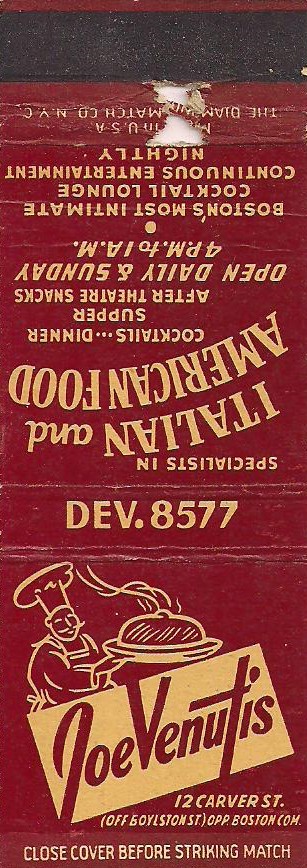 SPECIALISTS IN
ITALIAN and
AMERICAN FOOD
COCKTAILS...DINNER
SUPPER
AFTER THEATRE SNACKS
OPEN DAILY & SUNDAY
4 P.M. to 1 A.M.
BOSTON'S MOST INTIMATE
COCKTAIL LOUNGE
CONTINUOUS ENTERTAINMENT
NIGHTLY
in U.S.A.
THE MATCH CO. N.Y.C.
DEV. 8577
Joe Venutis
12 CARVER ST.
(OFF BOYLSTON ST.) OPP. BOSTON COM.
CLOSE COVER BEFORE STRIKING MATCH